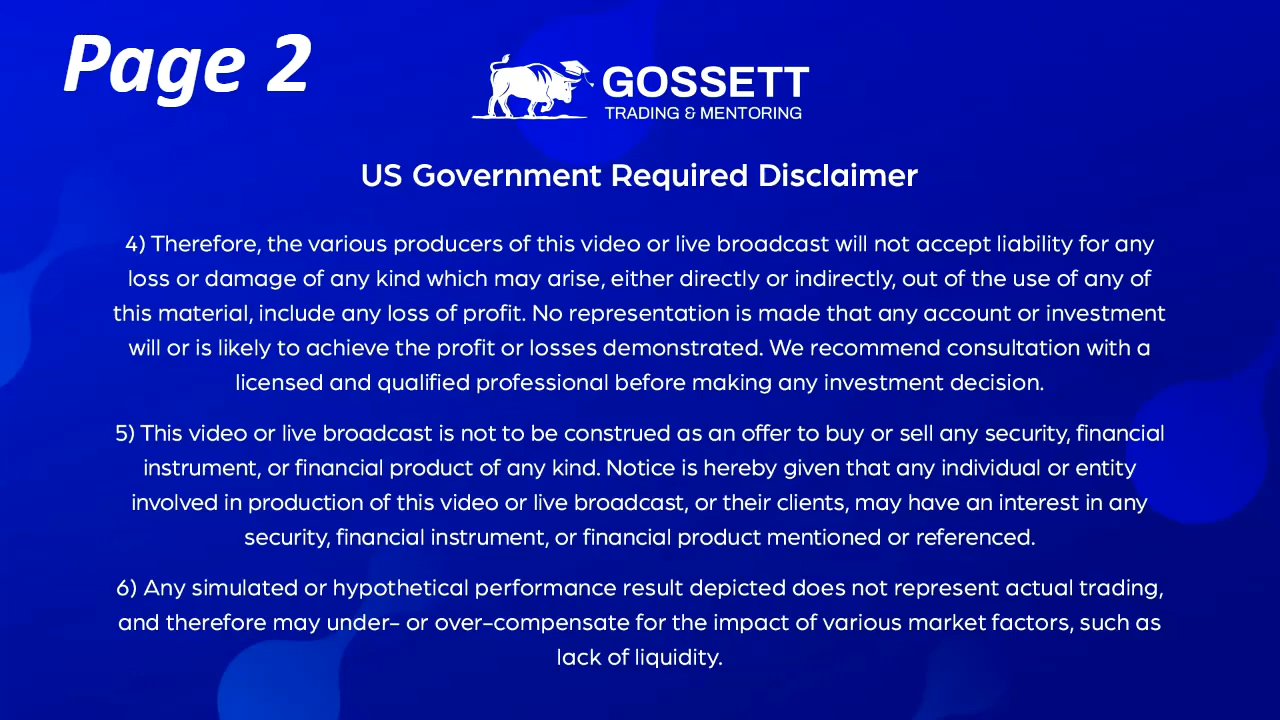 Page 2
GOSSETT
TRADING & MENTORING
US Government Required Disclaimer
4) Therefore, the various producers of this video or live broadcast will not accept liability for any
loss or damage of any kind which may arise, either directly or indirectly, out of the use of any of
this material, include any loss of profit. No representation is made that any account or investment
will or is likely to achieve the profit or losses demonstrated. We recommend consultation with a
licensed and qualified professional before making any investment decision.
5) This video or live broadcast is not to be construed as an offer to buy or sell any security, financial
instrument, or financial product of any kind. Notice is hereby given that any individual or entity
involved in production of this video or live broadcast, or their clients, may have an interest in any
security, financial instrument, or financial product mentioned or referenced.
6) Any simulated or hypothetical performance result depicted does not represent actual trading,
and therefore may under- or over-compensate for the impact of various market factors, such as
lack of liquidity.